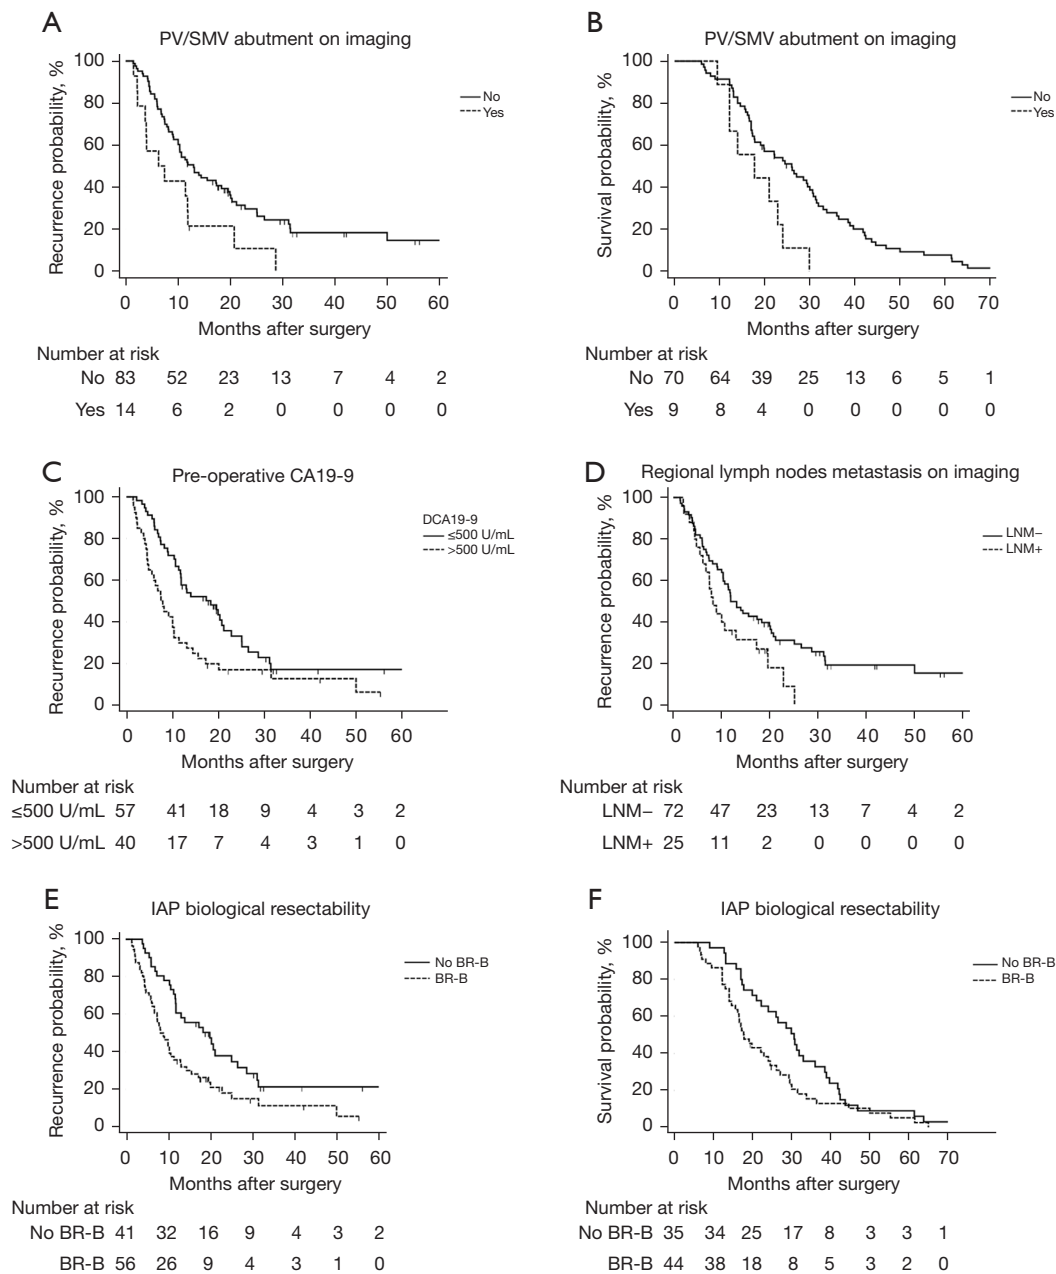 A
PV/SMV abutment on imaging
Recurrence probability, %
100
80
60
40
20
0
No
Yes
0 10 20 30 40 50 60
Months after surgery
Number at risk
No 83 52 23 13 7 4 2
Yes 14 6 2 0 0 0 0
B
PV/SMV abutment on imaging
Survival probability, %
100
80
60
40
20
0
No
Yes
0 10 20 30 40 50 60 70
Months after surgery
Number at risk
No 70 64 39 25 13 6 5 1
Yes 9 8 4 0 0 0 0 0
C
Pre-operative CA19-9
Recurrence probability, %
100
80
60
40
20
0
DCA19-9
≤500 U/mL
>500 U/mL
0 10 20 30 40 50 60
Months after surgery
Number at risk
≤500 U/mL 57 41 18 9 4 3 2
>500 U/mL 40 17 7 4 3 1 0
D
Regional lymph nodes metastasis on imaging
Recurrence probability, %
100
80
60
40
20
0
LNM−
LNM+
0 10 20 30 40 50 60
Months after surgery
Number at risk
LNM− 72 47 23 13 7 4 2
LNM+ 25 11 2 0 0 0 0
E
IAP biological resectability
Recurrence probability, %
100
80
60
40
20
0
No BR-B
BR-B
0 10 20 30 40 50 60
Months after surgery
Number at risk
No BR-B 41 32 16 9 4 3 2
BR-B 56 26 9 4 3 1 0
F
IAP biological resectability
Survival probability, %
100
80
60
40
20
0
No BR-B
BR-B
0 10 20 30 40 50 60 70
Months after surgery
Number at risk
No BR-B 35 34 25 17 8 3 3 1
BR-B 44 38 18 8 5 3 2 0